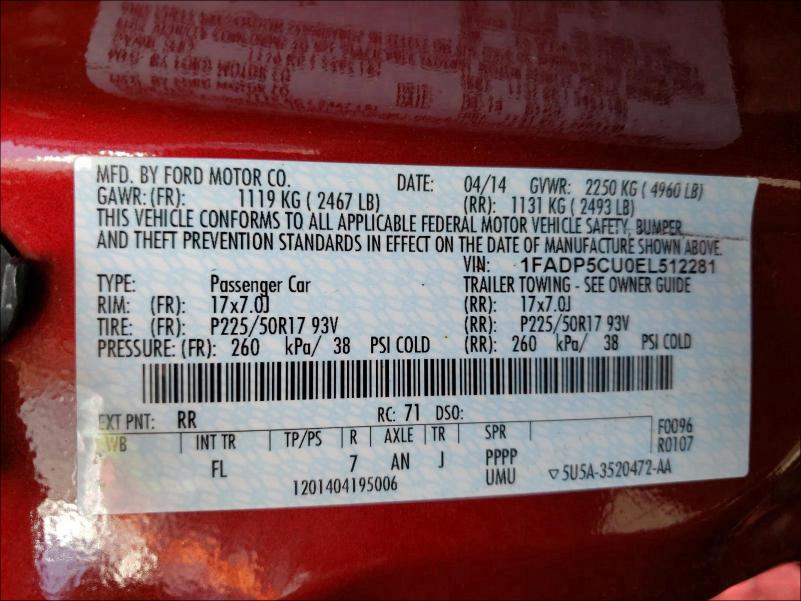 MFD. BY FORD MOTOR CO. DATE: 04/14 GVWR: 2250 KG ( 4960 LB)
GAWR: (FR): 1119 KG ( 2467 LB) (RR): 1131 KG ( 2493 LB)
THIS VEHICLE CONFORMS TO ALL APPLICABLE FEDERAL MOTOR VEHICLE SAFETY, BUMPER
AND THEFT PREVENTION STANDARDS IN EFFECT ON THE DATE OF MANUFACTURE SHOWN ABOVE.
VIN: 1FADP5CU0EL512281
TYPE: Passenger Car TRAILER TOWING - SEE OWNER GUIDE
RIM: (FR): 17x7.0J (RR): 17x7.0J
TIRE: (FR): P225/50R17 93V (RR): P225/50R17 93V
PRESSURE: (FR): 260 kPa/ 38 PSI COLD (RR): 260 kPa/ 38 PSI COLD
EXT PNT: RR RC: 71 DSO: F0096
WB INT TR TP/PS R AXLE TR SPR R0107
FL 7 AN J PPPP
1201404195006 UMU ▽5U5A-3520472-AA